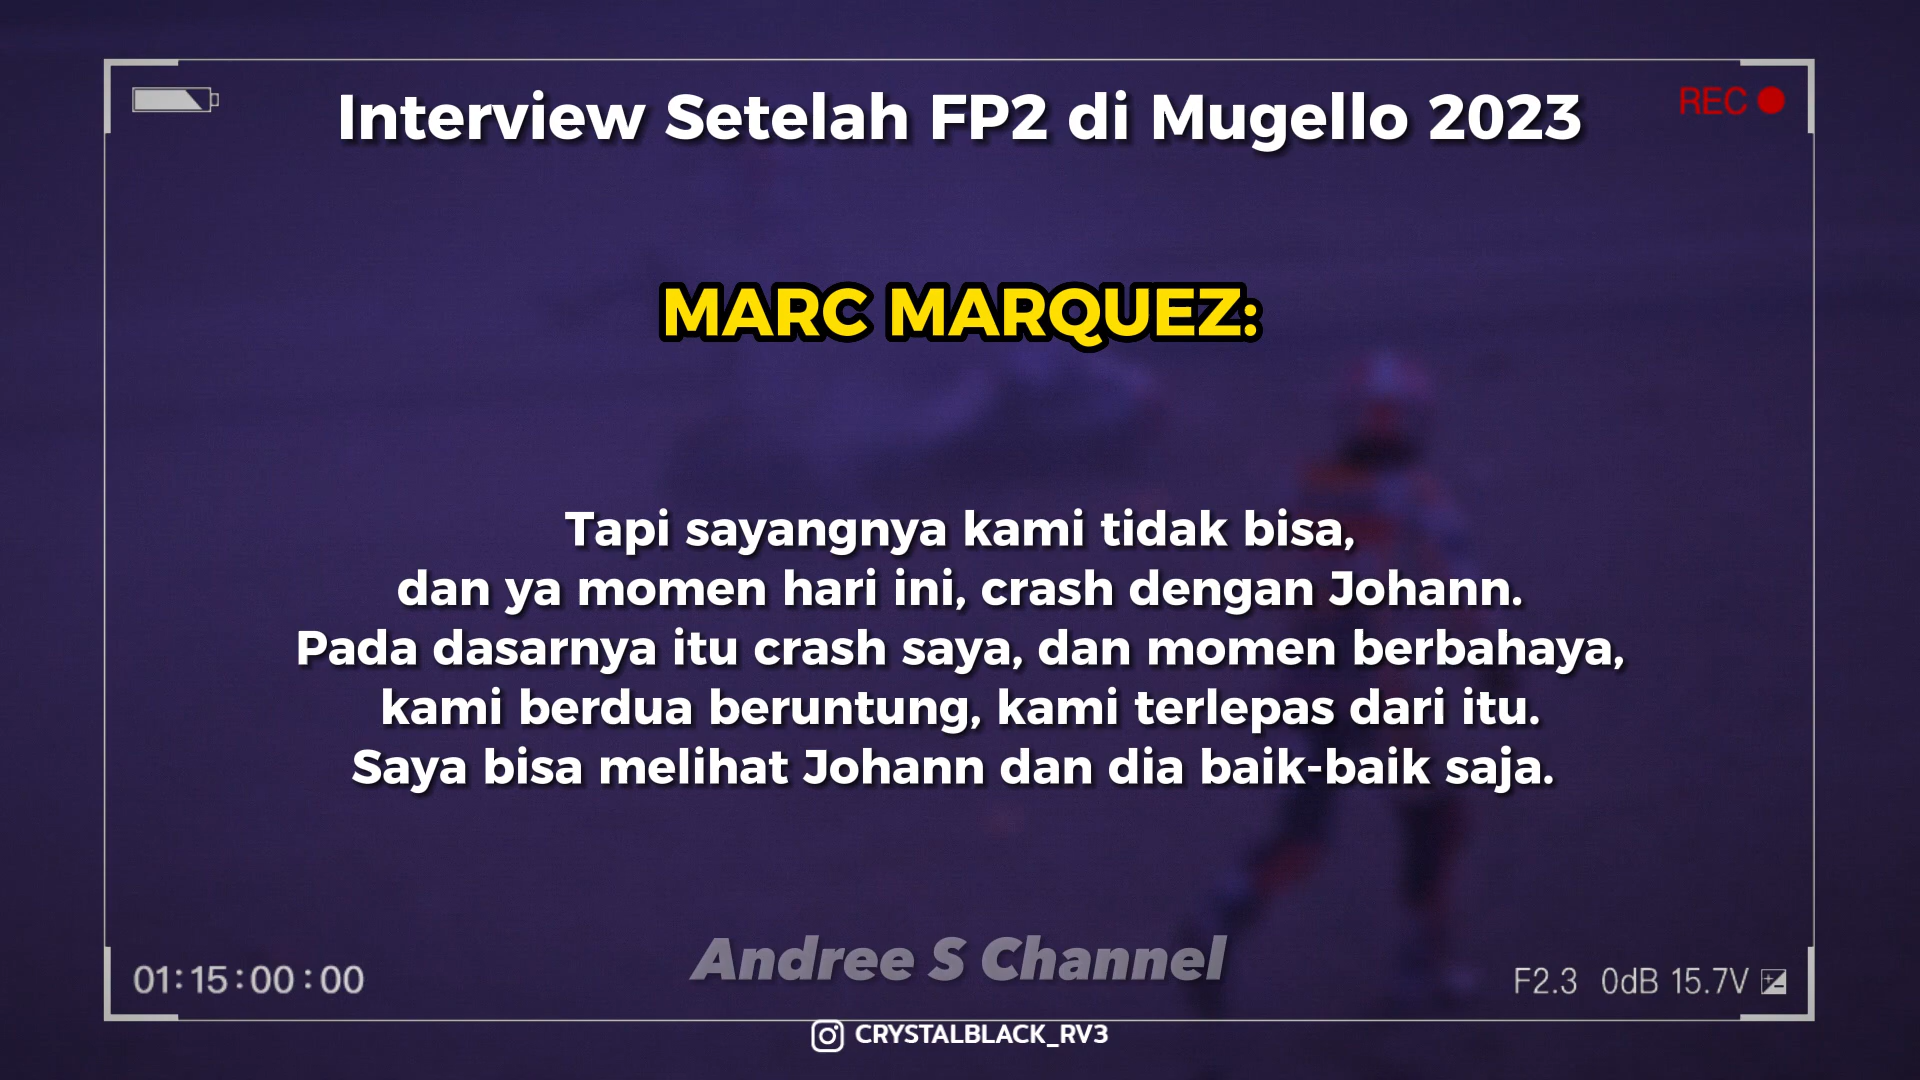 Interview Setelah FP2 di Mugello 2023
REC
MARC MARQUEZ:
Tapi sayangnya kami tidak bisa,
dan ya momen hari ini, crash dengan Johann.
Pada dasarnya itu crash saya, dan momen berbahaya,
kami berdua beruntung, kami terlepas dari itu.
Saya bisa melihat Johann dan dia baik-baik saja.
Andree S Channel
01:15:00:00
F2.3 0dB 15.7V
CRYSTALBLACK_RV3